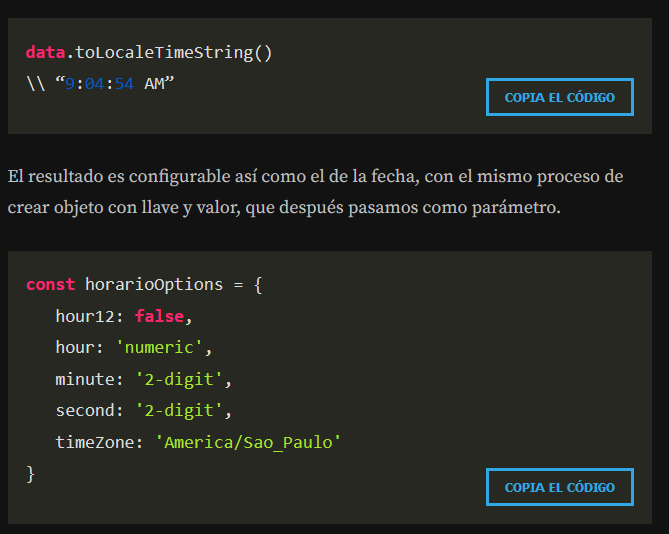 data.toLocaleTimeString()
\\ “9:04:54 AM”
COPIA EL CÓDIGO
El resultado es configurable así como el de la fecha, con el mismo proceso de
crear objeto con llave y valor, que después pasamos como parámetro.
const horarioOptions = {
hour12: false,
hour: 'numeric',
minute: '2-digit',
second: '2-digit',
timeZone: 'America/Sao_Paulo'
}
COPIA EL CÓDIGO